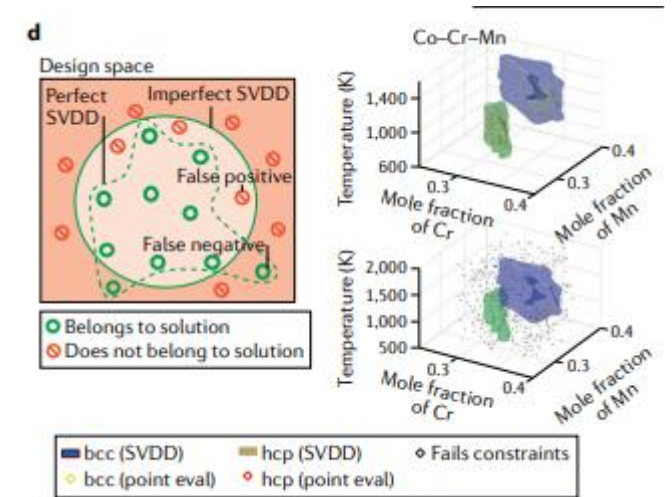 d
Design space
Perfect
SVDD
Imperfect SVDD
False positive
False negative
Belongs to solution
Does not belong to solution
Co–Cr–Mn
Temperature (K)
1,400
1,000
600
0.3
0.4
Mole fraction
of Cr
0.3
0.4
Mole fraction
of Mn
Temperature (K)
2,000
1,500
1,000
500
0.3
0.4
Mole fraction
of Cr
0.3
0.4
Mole fraction
of Mn
bcc (SVDD)
hcp (SVDD)
Fails constraints
bcc (point eval)
hcp (point eval)